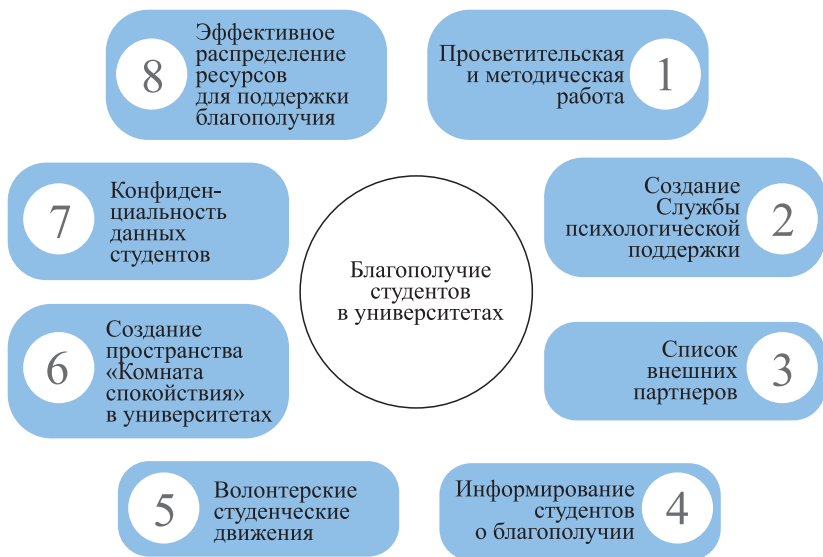 Благополучие
студентов
в университетах
Просветительская
и методическая
работа
1
Создание
Службы
психологической
поддержки
2
Список
внешних
партнеров
3
Информирование
студентов
о благополучии
4
5
Волонтерские
студенческие
движения
6
Создание
пространства
«Комната
спокойствия»
в университетах
7
Конфиден-
циальность
данных
студентов
8
Эффективное
распределение
ресурсов
для поддержки
благополучия